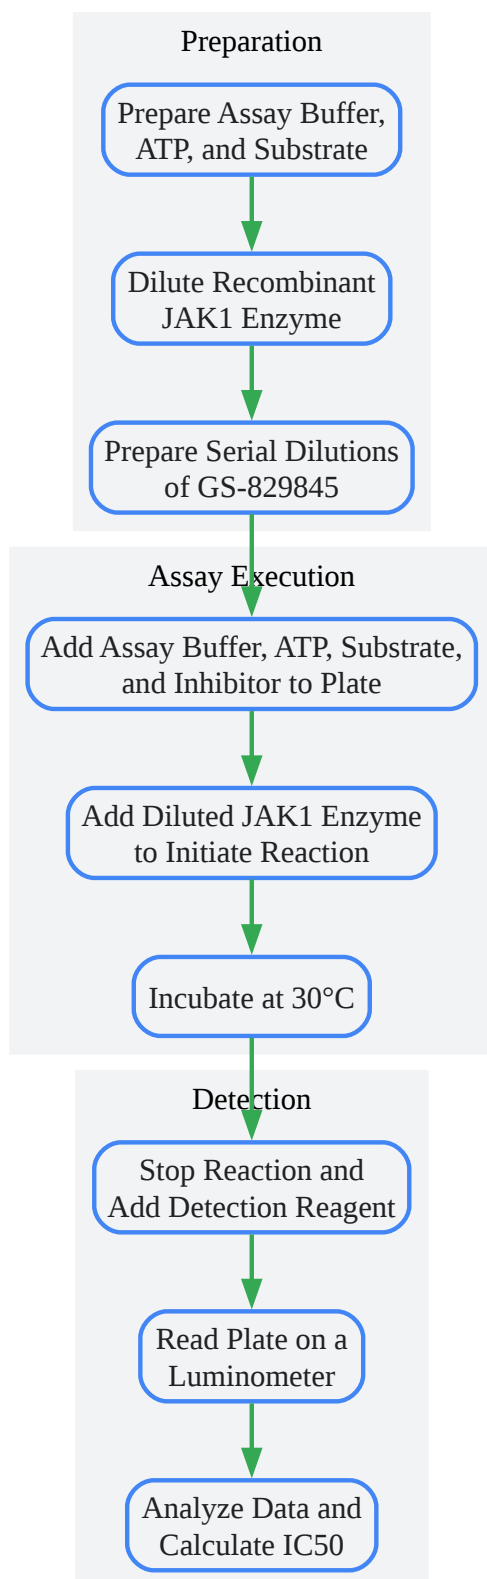 Preparation
Prepare Assay Buffer,
ATP, and Substrate
Dilute Recombinant
JAK1 Enzyme
Prepare Serial Dilutions
of GS-829845
Assay Execution
Add Assay Buffer, ATP, Substrate,
and Inhibitor to Plate
Add Diluted JAK1 Enzyme
to Initiate Reaction
Incubate at 30°C
Detection
Stop Reaction and
Add Detection Reagent
Read Plate on a
Luminometer
Analyze Data and
Calculate IC50